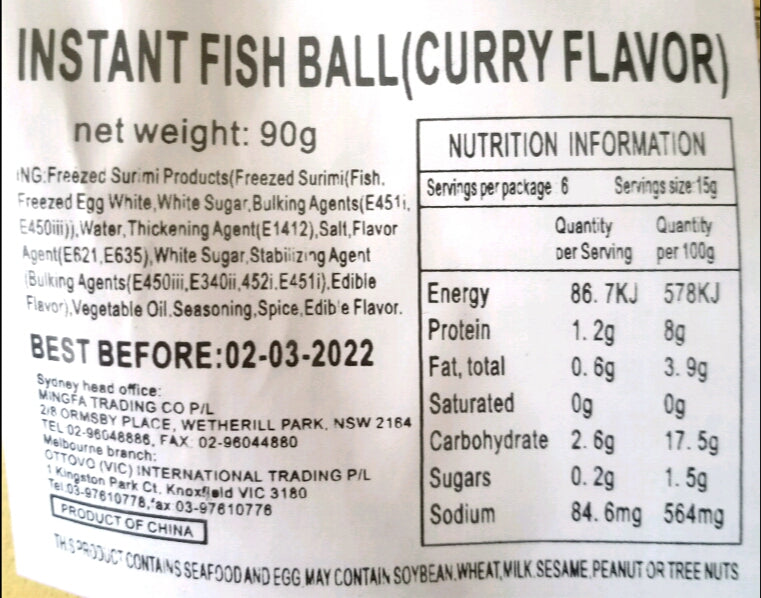 INSTANT FISH BALL(CURRY FLAVOR)
net weight: 90g
ING:Freezed Surimi Products(Freezed Surimi(Fish,
Freezed Egg White,White Sugar,Bulking Agents(E451i,
E450iii)),Water,Thickening Agent(E1412),Salt,Flavor
Agent(E621,E635),White Sugar,Stabilizing Agent
(Bulking Agents(E450iii,E340ii,452i,E451i),Edible
Flavor),Vegetable Oil,Seasoning,Spice,Edible Flavor.
BEST BEFORE:02-03-2022
Sydney head office:
MINGFA TRADING CO P/L
2/8 ORMSBY PLACE, WETHERILL PARK, NSW 2164
TEL 02-96048886, FAX: 02-96044880
Melbourne branch:
OTTOVO (VIC) INTERNATIONAL TRADING P/L
1 Kingston Park Ct, Knoxfield VIC 3180
Tel:03-97610778,fax 03-97610776
PRODUCT OF CHINA
NUTRITION INFORMATION
Servings per package: 6 Servings size:15g
Quantity per Serving Quantity per 100g
Energy 86.7KJ 578KJ
Protein 1.2g 8g
Fat, total 0.6g 3.9g
Saturated 0g 0g
Carbohydrate 2.6g 17.5g
Sugars 0.2g 1.5g
Sodium 84.6mg 564mg
THIS PRODUCT CONTAINS SEAFOOD AND EGG MAY CONTAIN SOYBEAN,WHEAT,MILK,SESAME,PEANUT OR TREE NUTS